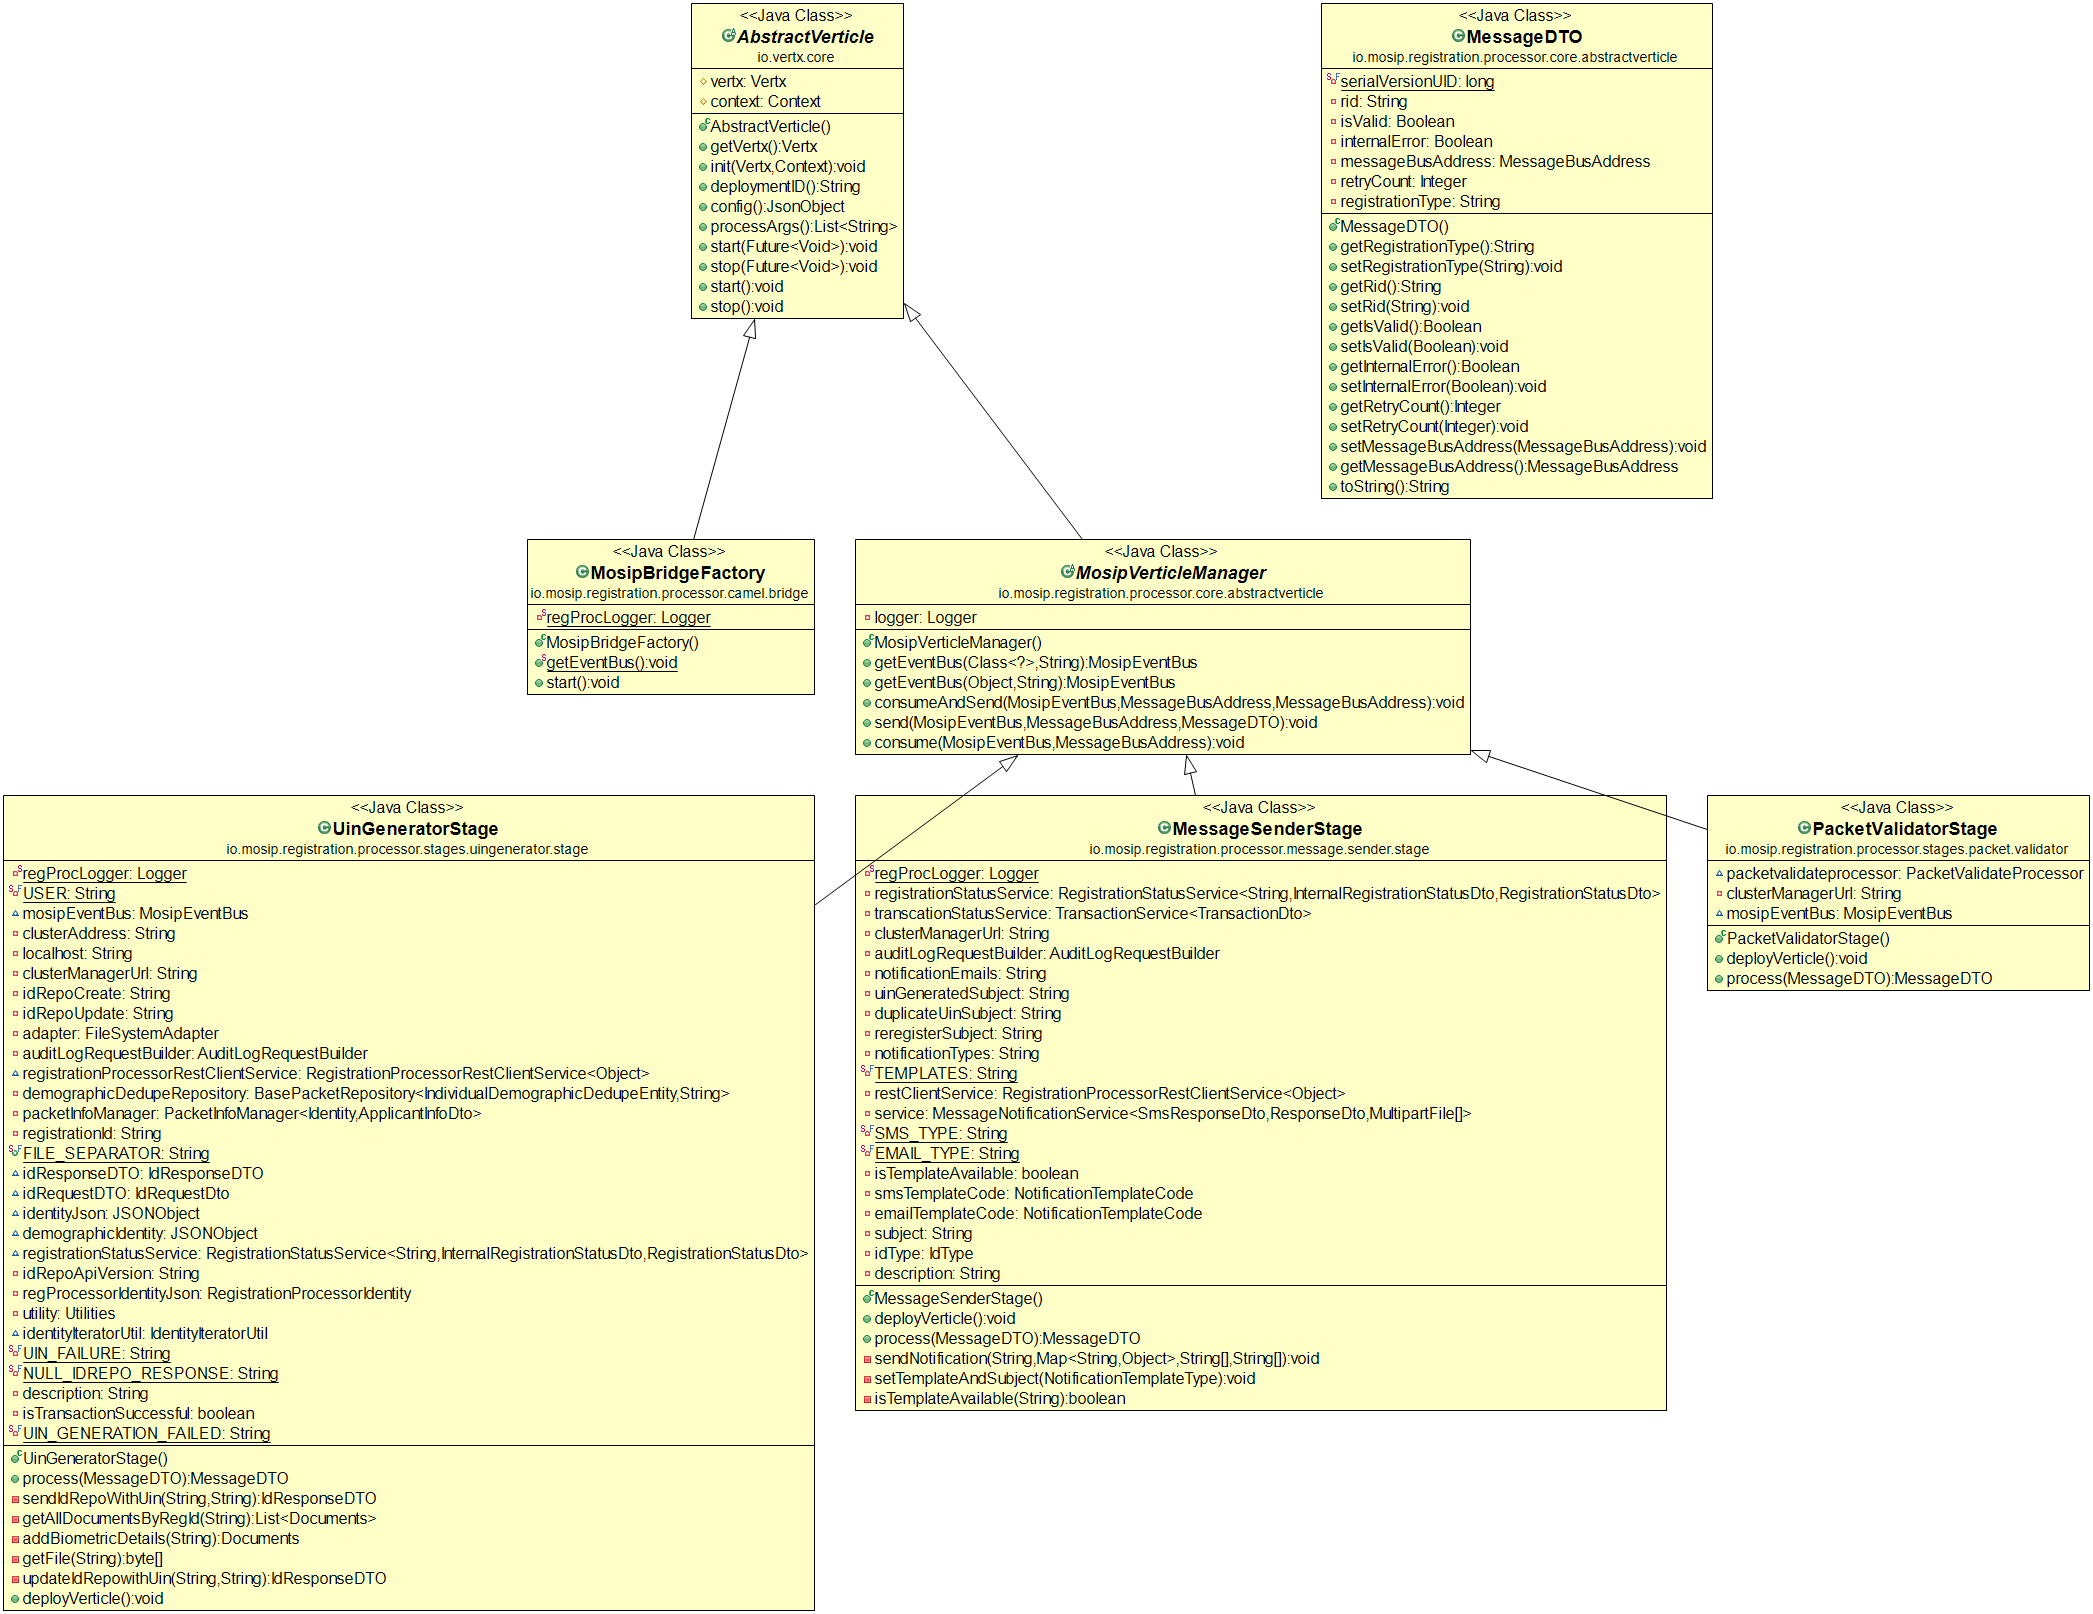 <<Java Class>>
AbstractVerticle
io.vertx.core
vertx: Vertx
context: Context
AbstractVerticle()
getVertx():Vertx
init(Vertx,Context):void
deploymentID():String
config():JsonObject
processArgs():List<String>
start(Future<Void>):void
stop(Future<Void>):void
start():void
stop():void
<<Java Class>>
MessageDTO
io.mosip.registration.processor.core.abstractverticle
serialVersionUID: long
rid: String
isValid: Boolean
internalError: Boolean
messageBusAddress: MessageBusAddress
retryCount: Integer
registrationType: String
MessageDTO()
getRegistrationType():String
setRegistrationType(String):void
getRid():String
setRid(String):void
getIsValid():Boolean
setIsValid(Boolean):void
getInternalError():Boolean
setInternalError(Boolean):void
getRetryCount():Integer
setRetryCount(Integer):void
setMessageBusAddress(MessageBusAddress):void
getMessageBusAddress():MessageBusAddress
toString():String
<<Java Class>>
MosipBridgeFactory
io.mosip.registration.processor.camel.bridge
regProcLogger: Logger
MosipBridgeFactory()
getEventBus():void
start():void
<<Java Class>>
MosipVerticleManager
io.mosip.registration.processor.core.abstractverticle
logger: Logger
MosipVerticleManager()
getEventBus(Class<?>,String):MosipEventBus
getEventBus(Object,String):MosipEventBus
consumeAndSend(MosipEventBus,MessageBusAddress,MessageBusAddress):void
send(MosipEventBus,MessageBusAddress,MessageDTO):void
consume(MosipEventBus,MessageBusAddress):void
<<Java Class>>
UinGeneratorStage
io.mosip.registration.processor.stages.uingenerator.stage
regProcLogger: Logger
USER: String
mosipEventBus: MosipEventBus
clusterAddress: String
localhost: String
clusterManagerUrl: String
idRepoCreate: String
idRepoUpdate: String
adapter: FileSystemAdapter
auditLogRequestBuilder: AuditLogRequestBuilder
registrationProcessorRestClientService: RegistrationProcessorRestClientService<Object>
demographicDedupeRepository: BasePacketRepository<IndividualDemographicDedupeEntity,String>
packetInfoManager: PacketInfoManager<Identity,ApplicantInfoDto>
registrationId: String
FILE_SEPARATOR: String
idResponseDTO: IdResponseDTO
idRequestDTO: IdRequestDto
identityJson: JSONObject
demographicIdentity: JSONObject
registrationStatusService: RegistrationStatusService<String,InternalRegistrationStatusDto,RegistrationStatusDto>
idRepoApiVersion: String
regProcessorIdentityJson: RegistrationProcessorIdentity
utility: Utilities
identityIteratorUtil: IdentityIteratorUtil
UIN_FAILURE: String
NULL_IDREPO_RESPONSE: String
description: String
isTransactionSuccessful: boolean
UIN_GENERATION_FAILED: String
UinGeneratorStage()
process(MessageDTO):MessageDTO
sendIdRepoWithUin(String,String):IdResponseDTO
getAllDocumentsByRegId(String):List<Documents>
addBiometricDetails(String):Documents
getFile(String):byte[]
updateIdRepowithUin(String,String):IdResponseDTO
deployVerticle():void
<<Java Class>>
MessageSenderStage
io.mosip.registration.processor.message.sender.stage
regProcLogger: Logger
registrationStatusService: RegistrationStatusService<String,InternalRegistrationStatusDto,RegistrationStatusDto>
transcationStatusService: TransactionService<TransactionDto>
clusterManagerUrl: String
auditLogRequestBuilder: AuditLogRequestBuilder
notificationEmails: String
uinGeneratedSubject: String
duplicateUinSubject: String
reregisterSubject: String
notificationTypes: String
TEMPLATES: String
restClientService: RegistrationProcessorRestClientService<Object>
service: MessageNotificationService<SmsResponseDto,ResponseDto,MultipartFile[]>
SMS_TYPE: String
EMAIL_TYPE: String
isTemplateAvailable: boolean
smsTemplateCode: NotificationTemplateCode
emailTemplateCode: NotificationTemplateCode
subject: String
idType: IdType
description: String
MessageSenderStage()
deployVerticle():void
process(MessageDTO):MessageDTO
sendNotification(String,Map<String,Object>,String[],String[]):void
setTemplateAndSubject(NotificationTemplateType):void
isTemplateAvailable(String):boolean
<<Java Class>>
PacketValidatorStage
io.mosip.registration.processor.stages.packet.validator
packetvalidateprocessor: PacketValidateProcessor
clusterManagerUrl: String
mosipEventBus: MosipEventBus
PacketValidatorStage()
deployVerticle():void
process(MessageDTO):MessageDTO